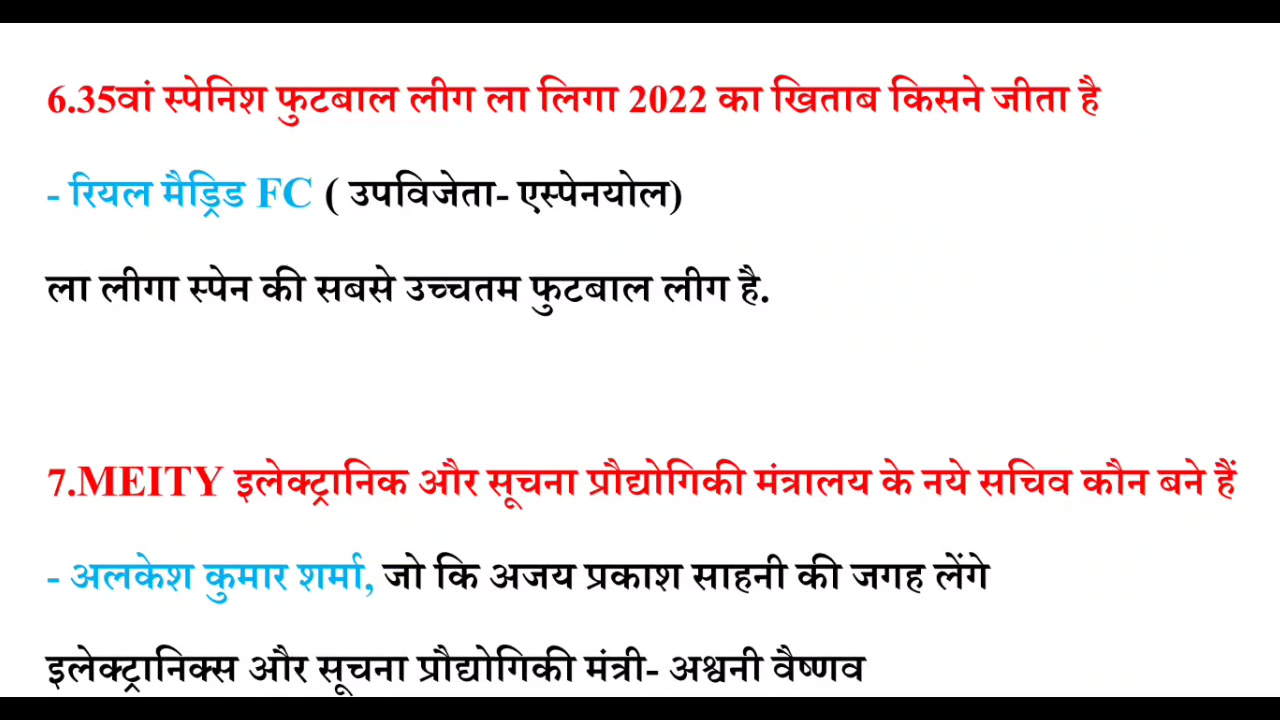 6.35वां स्पेनिश फुटबाल लीग ला लिगा 2022 का खिताब किसने जीता है
- रियल मैड्रिड FC ( उपविजेता- एस्पेनयोल)
ला लीगा स्पेन की सबसे उच्चतम फुटबाल लीग है.
7.MEITY इलेक्ट्रानिक और सूचना प्रौद्योगिकी मंत्रालय के नये सचिव कौन बने हैं
- अलकेश कुमार शर्मा, जो कि अजय प्रकाश साहनी की जगह लेंगे
इलेक्ट्रानिक्स और सूचना प्रौद्योगिकी मंत्री- अश्वनी वैष्णव